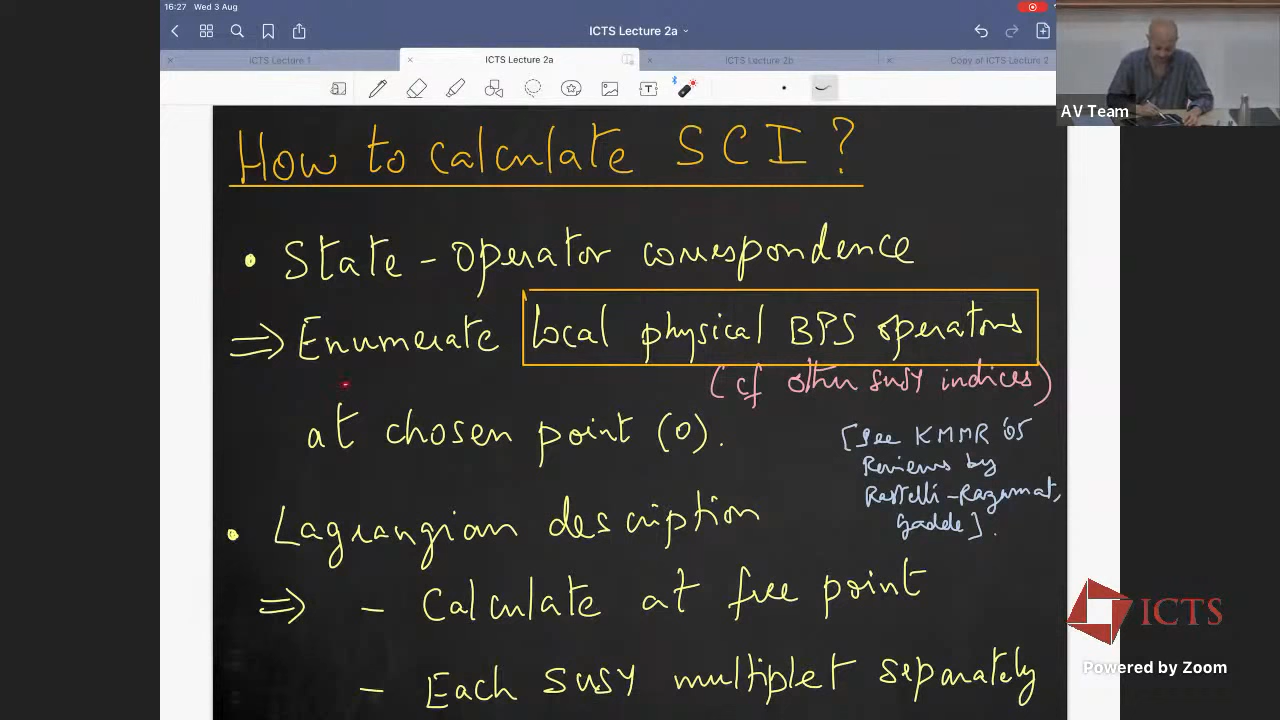 16:27 Wed 3 Aug
ICTS Lecture 2a
ICTS Lecture 1
ICTS Lecture 2a
ICTS Lecture 2b
Copy of ICTS Lecture 2
AV Team
How to calculate SCI?
• State-operator correspondence
⇒ Enumerate local physical BPS operators
(cf other susy indices)
at chosen point (0).
[See KMMR '05
Reviews by
Rastelli-Razamat,
Gadde].
• Lagrangian description
⇒ - Calculate at free point
- Each susy multiplet separately
ICTS
Powered by Zoom